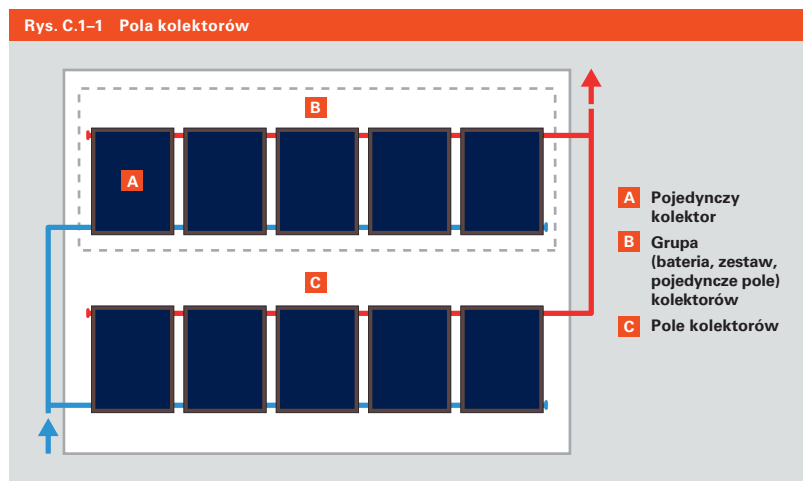 Rys. C.1–1 Pola kolektorów
B
A
C
A Pojedynczy
kolektor
B Grupa
(bateria, zestaw,
pojedyncze pole)
kolektorów
C Pole kolektorów